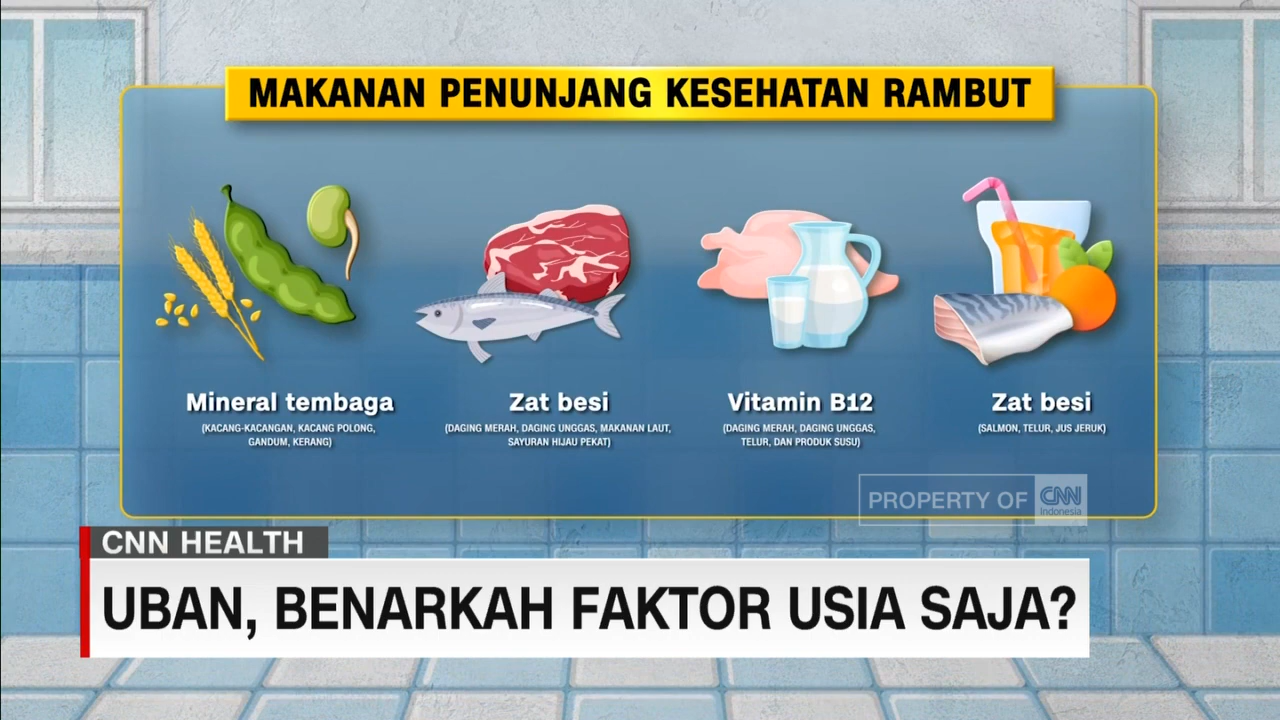 MAKANAN PENUNJANG KESEHATAN RAMBUT
Mineral tembaga
(KACANG-KACANGAN, KACANG POLONG,
GANDUM, KERANG)
Zat besi
(DAGING MERAH, DAGING UNGGAS, MAKANAN LAUT,
SAYURAN HIJAU PEKAT)
Vitamin B12
(DAGING MERAH, DAGING UNGGAS,
TELUR, DAN PRODUK SUSU)
Zat besi
(SALMON, TELUR, JUS JERUK)
PROPERTY OF CNN Indonesia
CNN HEALTH
UBAN, BENARKAH FAKTOR USIA SAJA?